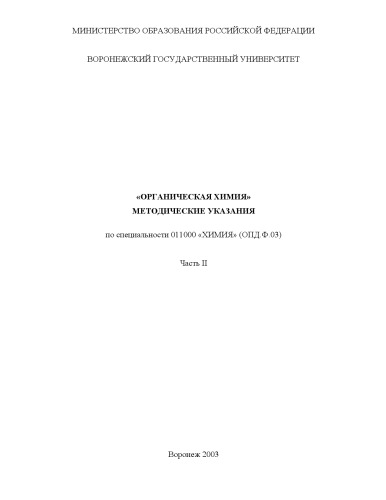 МИНИСТЕРСТВО ОБРАЗОВАНИЯ РОССИЙСКОЙ ФЕДЕРАЦИИ
ВОРОНЕЖСКИЙ ГОСУДАРСТВЕННЫЙ УНИВЕРСИТЕТ
«ОРГАНИЧЕСКАЯ ХИМИЯ»
МЕТОДИЧЕСКИЕ УКАЗАНИЯ
по специальности 011000 «ХИМИЯ» (ОПД.Ф.03)
Часть II
Воронеж 2003